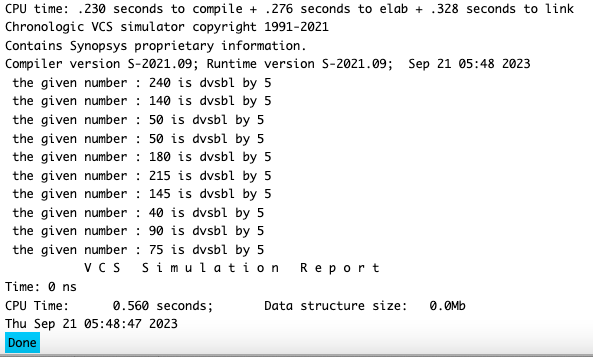 CPU time: .230 seconds to compile + .276 seconds to elab + .328 seconds to link
Chronologic VCS simulator copyright 1991-2021
Contains Synopsys proprietary information.
Compiler version S-2021.09; Runtime version S-2021.09;  Sep 21 05:48 2023
 the given number : 240 is dvsbl by 5
 the given number : 140 is dvsbl by 5
 the given number : 50 is dvsbl by 5
 the given number : 50 is dvsbl by 5
 the given number : 180 is dvsbl by 5
 the given number : 215 is dvsbl by 5
 the given number : 145 is dvsbl by 5
 the given number : 40 is dvsbl by 5
 the given number : 90 is dvsbl by 5
 the given number : 75 is dvsbl by 5
           V C S   S i m u l a t i o n   R e p o r t
Time: 0 ns
CPU Time:      0.560 seconds;       Data structure size:   0.0Mb
Thu Sep 21 05:48:47 2023
Done